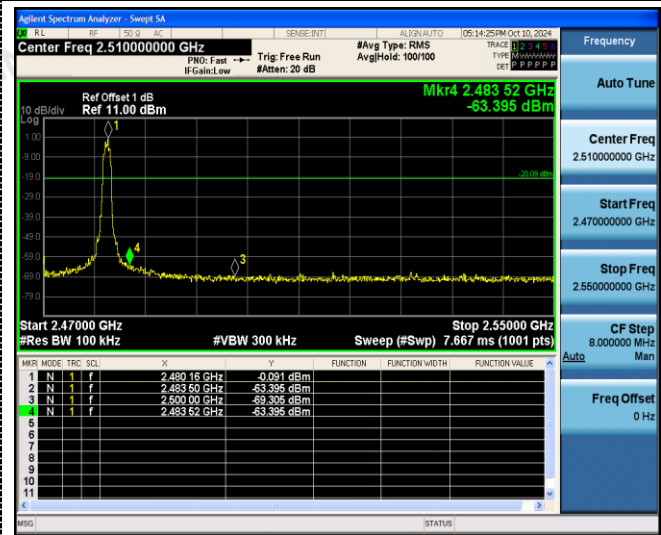 Agilent Spectrum Analyzer - Swept SA
RL RF 50 Ω AC SENSE:INT ALIGNAUTO 05:14:25PM Oct 10, 2024
Center Freq 2.510000000 GHz
PNO: Fast Trig: Free Run
IFGain:Low #Atten: 20 dB
#Avg Type: RMS
Avg|Hold: 100/100
TRACE 1 2 3 4 5 6
TYPE M
DET P P P P P P
Frequency
Auto Tune
Center Freq
2.510000000 GHz
Start Freq
2.470000000 GHz
Stop Freq
2.550000000 GHz
CF Step
8.000000 MHz
Auto Man
Freq Offset
0 Hz
Mkr4 2.483 52 GHz
-63.395 dBm
Ref Offset 1 dB
10 dB/div Ref 11.00 dBm
Log
1.00
-9.00
-19.0
-29.0
-39.0
-49.0
-59.0
-69.0
-79.0
1
4
3
-20.09 dBm
Start 2.47000 GHz Stop 2.55000 GHz
#Res BW 100 kHz #VBW 300 kHz Sweep (#Swp) 7.667 ms (1001 pts)
MKR MODE TRC SCL X Y FUNCTION FUNCTION WIDTH FUNCTION VALUE
1 N 1 f 2.480 16 GHz -0.091 dBm
2 N 1 f 2.483 50 GHz -63.395 dBm
3 N 1 f 2.500 00 GHz -69.305 dBm
4 N 1 f 2.483 52 GHz -63.395 dBm
5
6
7
8
9
10
11
MSG STATUS